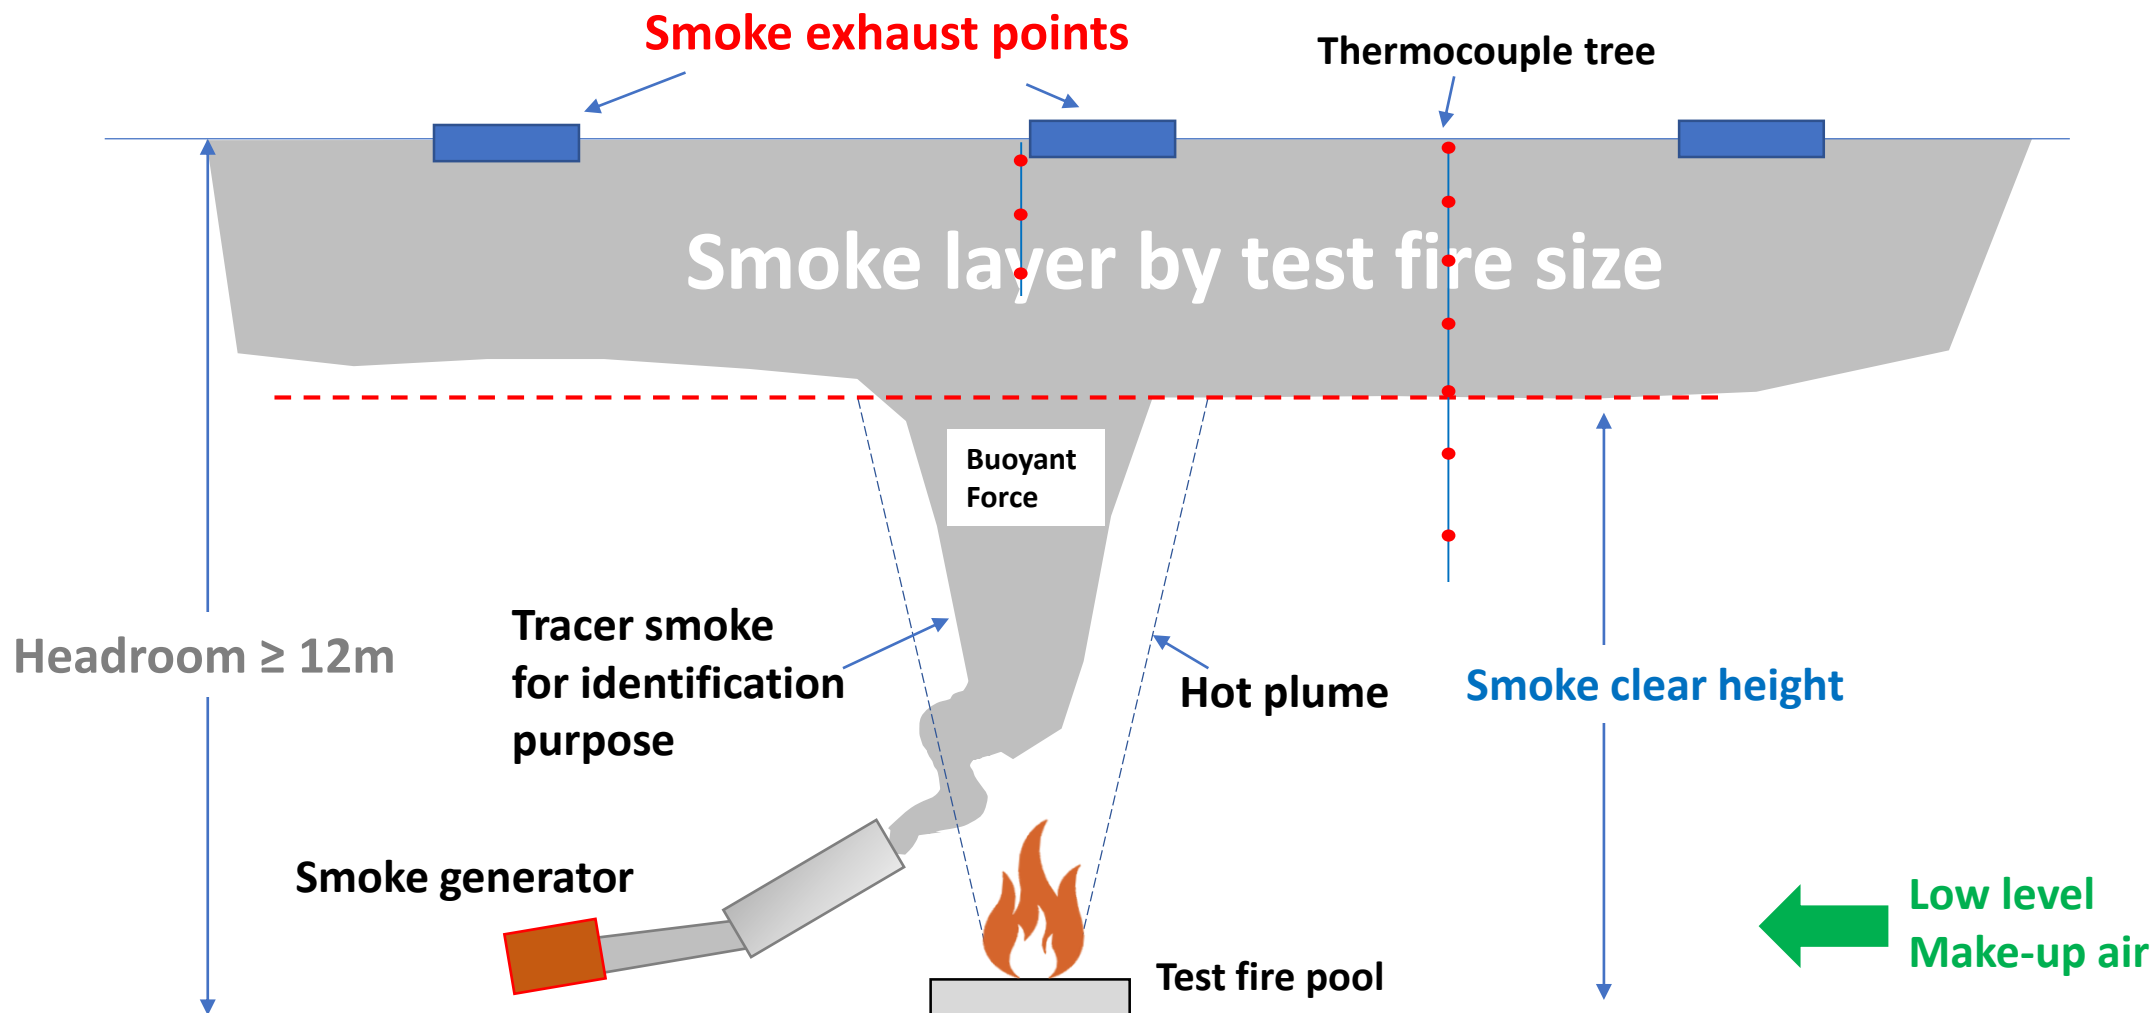 Smoke exhaust points
Thermocouple tree
Smoke layer by test fire size
Buoyant
Force
Tracer smoke
for identification
purpose
Headroom ≥ 12m
Hot plume
Smoke clear height
Smoke generator
Low level
Make-up air
Test fire pool